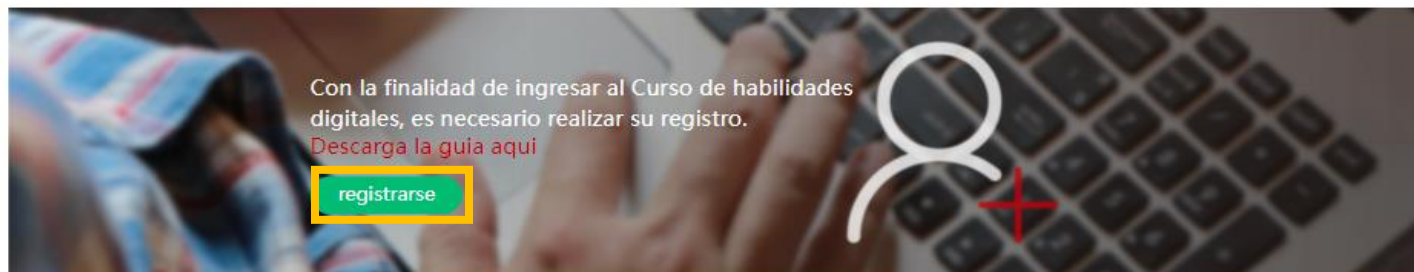 Con la finalidad de ingresar al Curso de habilidades
digitales, es necesario realizar su registro.
Descarga la guia aqui
registrarse